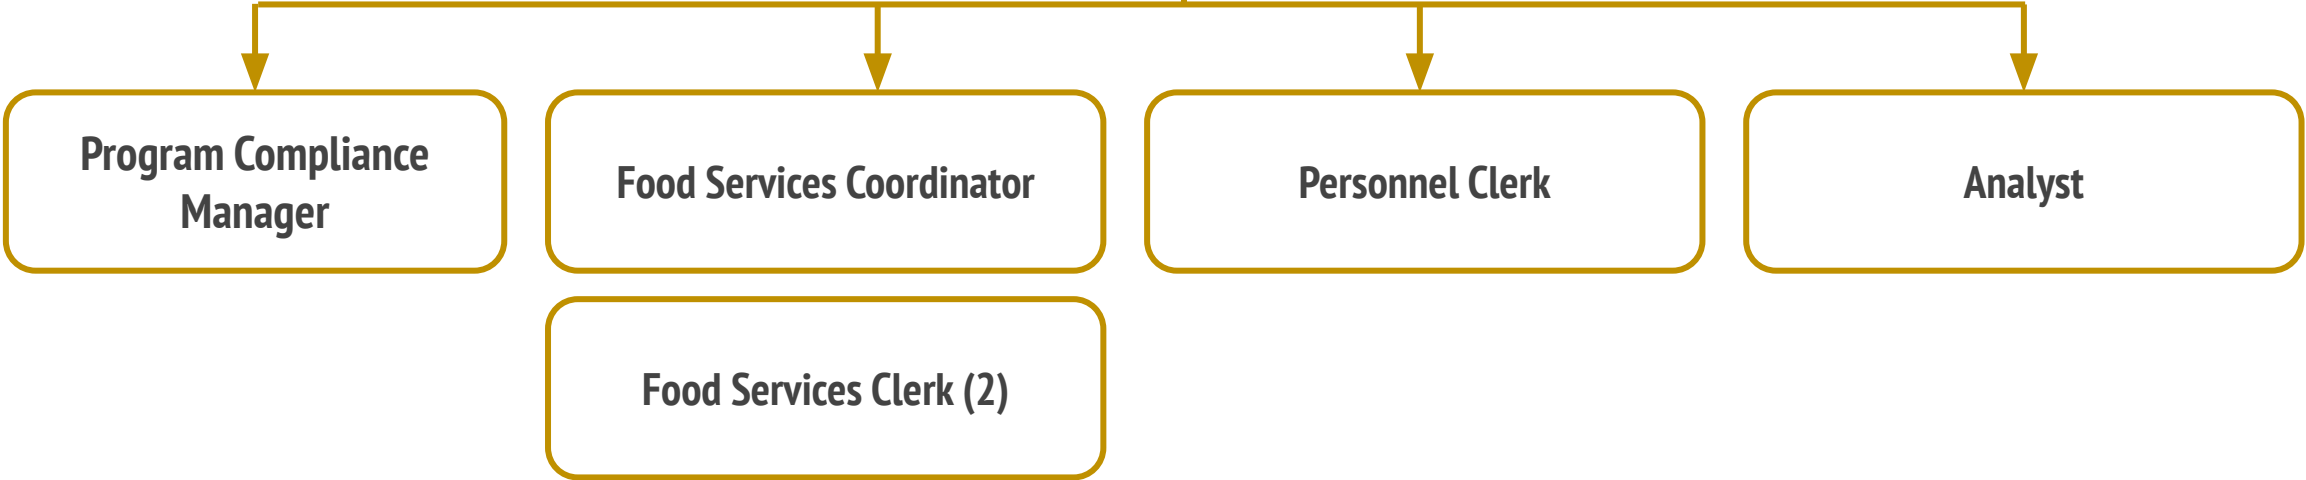 Program Compliance
Manager
Food Services Coordinator
Personnel Clerk
Analyst
Food Services Clerk (2)